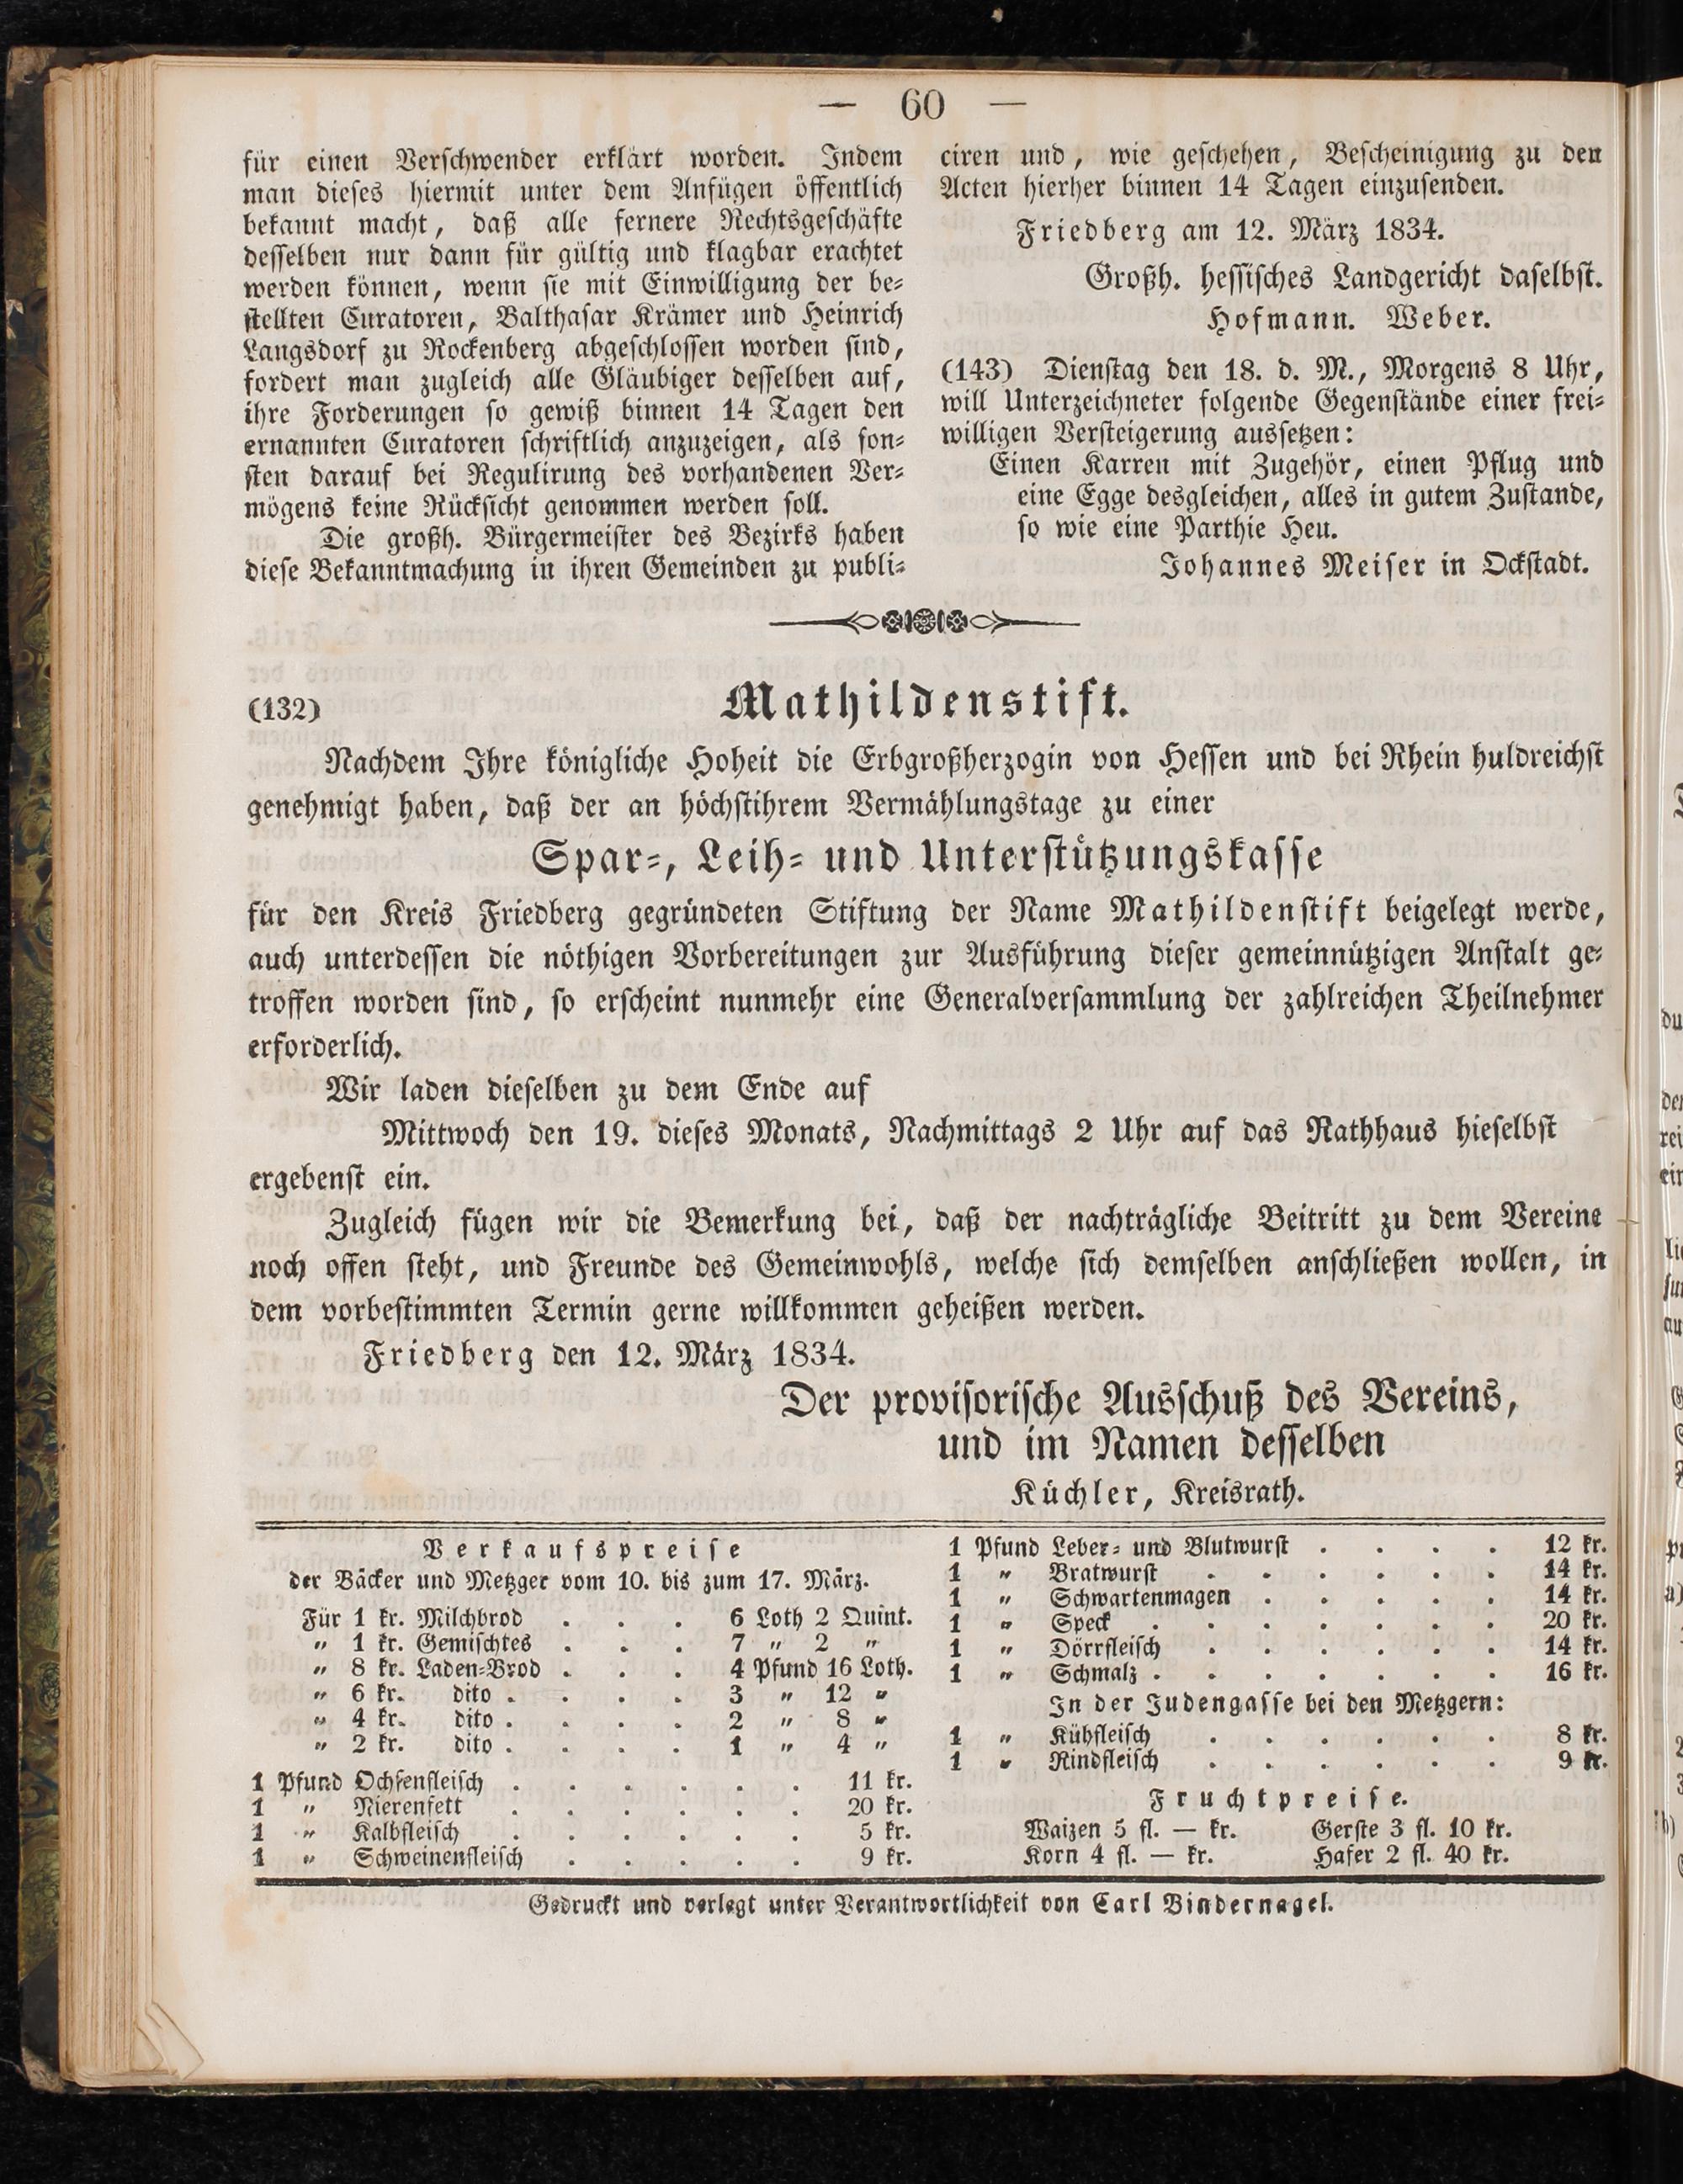 — 60 —
für einen Verschwender erklärt worden. Indem
man dieses hiermit unter dem Anfügen öffentlich
bekannt macht, daß alle fernere Rechtsgeschäfte
desselben nur dann für gültig und klagbar erachtet
werden können, wenn sie mit Einwilligung der be-
stellten Curatoren, Balthasar Krämer und Heinrich
Langsdorf zu Rockenberg abgeschlossen worden sind,
fordert man zugleich alle Gläubiger desselben auf,
ihre Forderungen so gewiß binnen 14 Tagen den
ernannten Curatoren schriftlich anzuzeigen, als son-
sten darauf bei Regulirung des vorhandenen Ver-
mögens keine Rücksicht genommen werden soll.
Die großh. Bürgermeister des Bezirks haben
diese Bekanntmachung in ihren Gemeinden zu publi-
ciren und, wie geschehen, Bescheinigung zu den
Acten hierher binnen 14 Tagen einzusenden.
Friedberg am 12. März 1834.
Großh. hessisches Landgericht daselbst.
Hofmann. Weber.
(143) Dienstag den 18. d. M., Morgens 8 Uhr,
will Unterzeichneter folgende Gegenstände einer frei-
willigen Versteigerung aussetzen:
Einen Karren mit Zugehör, einen Pflug und
eine Egge desgleichen, alles in gutem Zustande,
so wie eine Parthie Heu.
Johannes Meiser in Ockstadt.
(132) Mathildenstift.
Nachdem Ihre königliche Hoheit die Erbgroßherzogin von Hessen und bei Rhein huldreichst
genehmigt haben, daß der an höchstihrem Vermählungstage zu einer
Spar-, Leih- und Unterstützungskasse
für den Kreis Friedberg gegründeten Stiftung der Name Mathildenstift beigelegt werde,
auch unterdessen die nöthigen Vorbereitungen zur Ausführung dieser gemeinnützigen Anstalt ge-
troffen worden sind, so erscheint nunmehr eine Generalversammlung der zahlreichen Theilnehmer
erforderlich.
Wir laden dieselben zu dem Ende auf
Mittwoch den 19. dieses Monats, Nachmittags 2 Uhr auf das Rathhaus hieselbst
ergebenst ein.
Zugleich fügen wir die Bemerkung bei, daß der nachträgliche Beitritt zu dem Vereine
noch offen steht, und Freunde des Gemeinwohls, welche sich demselben anschließen wollen, in
dem vorbestimmten Termin gerne willkommen geheißen werden.
Friedberg den 12. März 1834.
Der provisorische Ausschuß des Vereins,
und im Namen desselben
Küchler, Kreisrath.
Verkaufspreise
der Bäcker und Metzger vom 10. bis zum 17. März.
Für 1 kr. Milchbrod . . . 6 Loth 2 Quint.
„ 1 kr. Gemischtes . . . 7 „ 2 „
„ 8 kr. Laden-Brod . . . 4 Pfund 16 Loth.
„ 6 kr. dito . . . . 3 „ 12 „
„ 4 kr. dito . . . . 2 „ 8 „
„ 2 kr. dito . . . . 1 „ 4 „
1 Pfund Ochsenfleisch . . . . . . 11 kr.
1 „ Nierenfett . . . . . . 20 kr.
1 „ Kalbfleisch . . . . . . 5 kr.
1 „ Schweinenfleisch . . . . . 9 kr.
1 Pfund Leber- und Blutwurst . . . . 12 kr.
1 „ Bratwurst . . . . . . 14 kr.
1 „ Schwartenmagen . . . . . 14 kr.
1 „ Speck . . . . . . . 20 kr.
1 „ Dörrfleisch . . . . . . 14 kr.
1 „ Schmalz . . . . . . . 16 kr.
In der Judengasse bei den Metzgern:
1 „ Kühfleisch . . . . . . 8 kr.
1 „ Rindfleisch . . . . . . 9 kr.
Fruchtpreise.
Waizen 5 fl. — kr. Gerste 3 fl. 10 kr.
Korn 4 fl. — kr. Hafer 2 fl. 40 kr.
Gedruckt und verlegt unter Verantwortlichkeit von Carl Bindernagel.